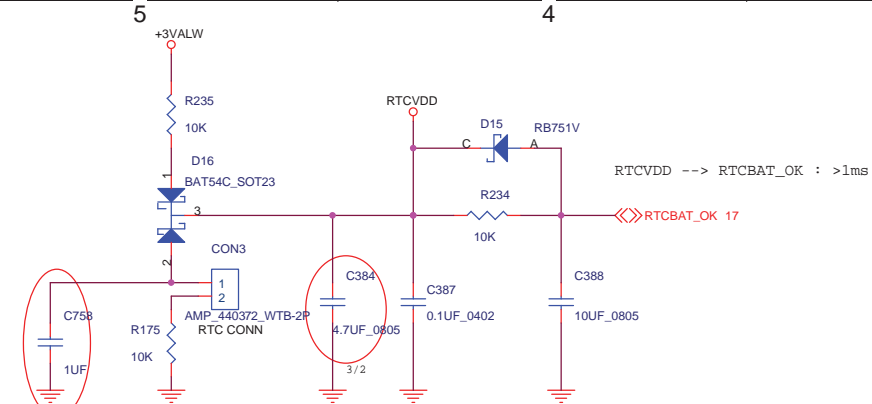 5
4
+3VALW
R235
10K
RTCVDD
D15
RB751V
C
A
D16
1
BAT54C_SOT23
3
2
RTCVDD --> RTCBAT_OK : >1ms
R234
10K
RTCBAT_OK 17
CON3
1
2
AMP_440372_WTB-2P
RTC CONN
C758
1UF
R175
10K
C384
4.7UF_0805
3/2
C387
0.1UF_0402
C388
10UF_0805